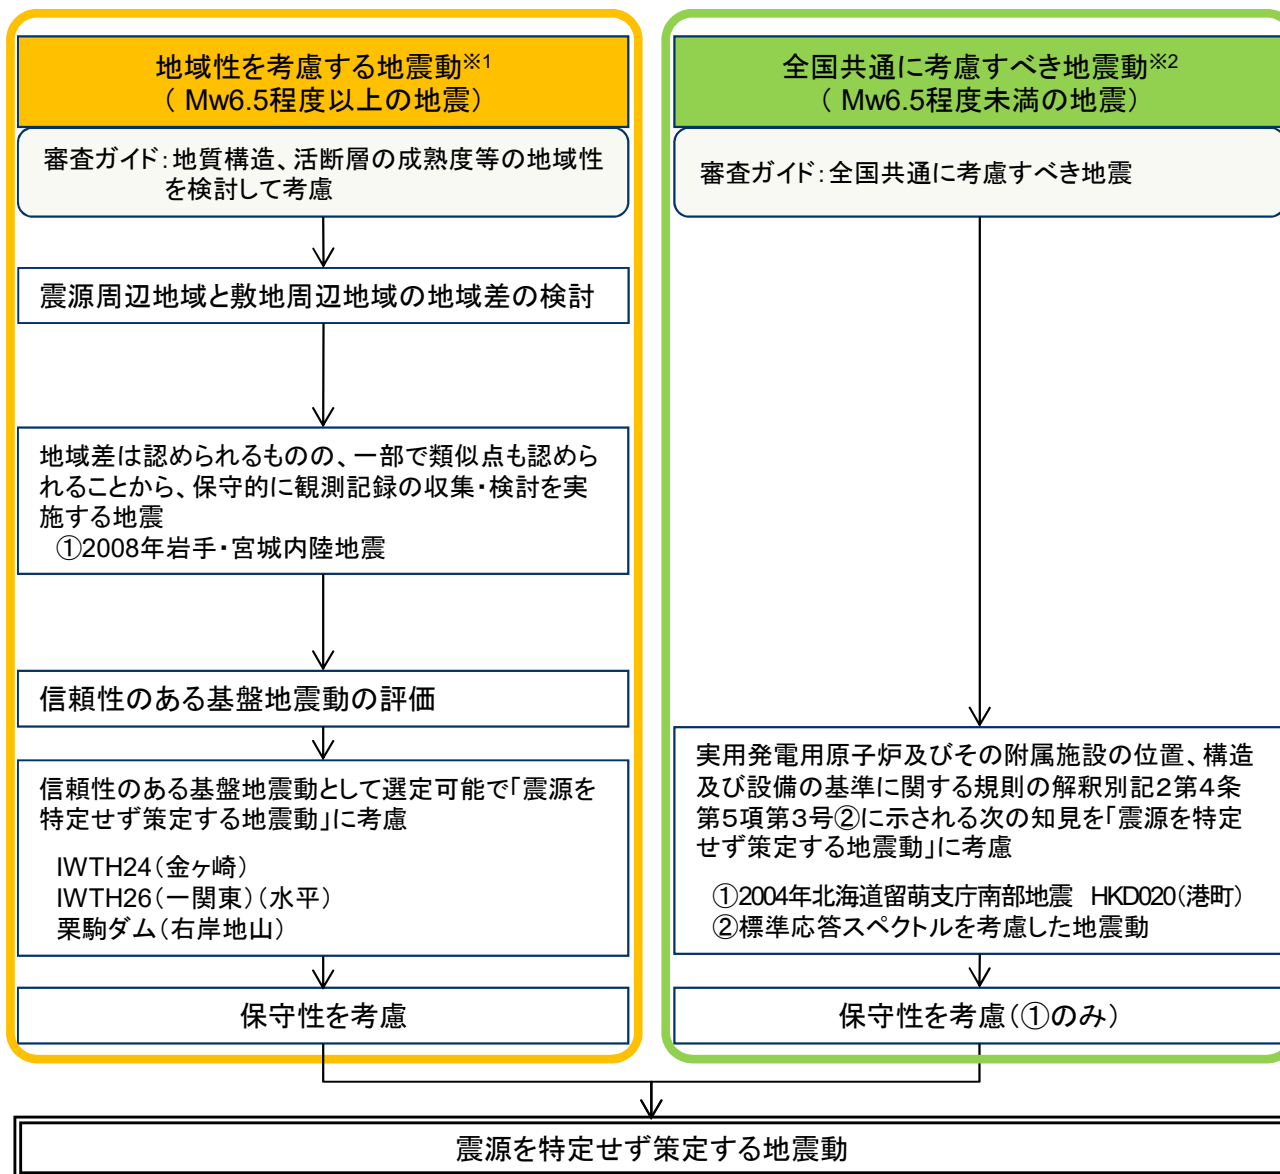 地域性を考慮する地震動※1
（ Mw6.5程度以上の地震）
審査ガイド：地質構造、活断層の成熟度等の地域性
を検討して考慮
震源周辺地域と敷地周辺地域の地域差の検討
地域差は認められるものの、一部で類似点も認めら
れることから、保守的に観測記録の収集・検討を実
施する地震
①2008年岩手・宮城内陸地震
信頼性のある基盤地震動の評価
信頼性のある基盤地震動として選定可能で「震源を
特定せず策定する地震動」に考慮
IWTH24（金ヶ崎）
IWTH26（一関東）（水平）
栗駒ダム（右岸地山）
保守性を考慮
全国共通に考慮すべき地震動※2
（ Mw6.5程度未満の地震）
審査ガイド：全国共通に考慮すべき地震
実用発電用原子炉及びその附属施設の位置、構造
及び設備の基準に関する規則の解釈別記２第４条
第５項第３号②に示される次の知見を「震源を特定
せず策定する地震動」に考慮
①2004年北海道留萌支庁南部地震　HKD020（港町）
②標準応答スペクトルを考慮した地震動
保守性を考慮（①のみ）
震源を特定せず策定する地震動